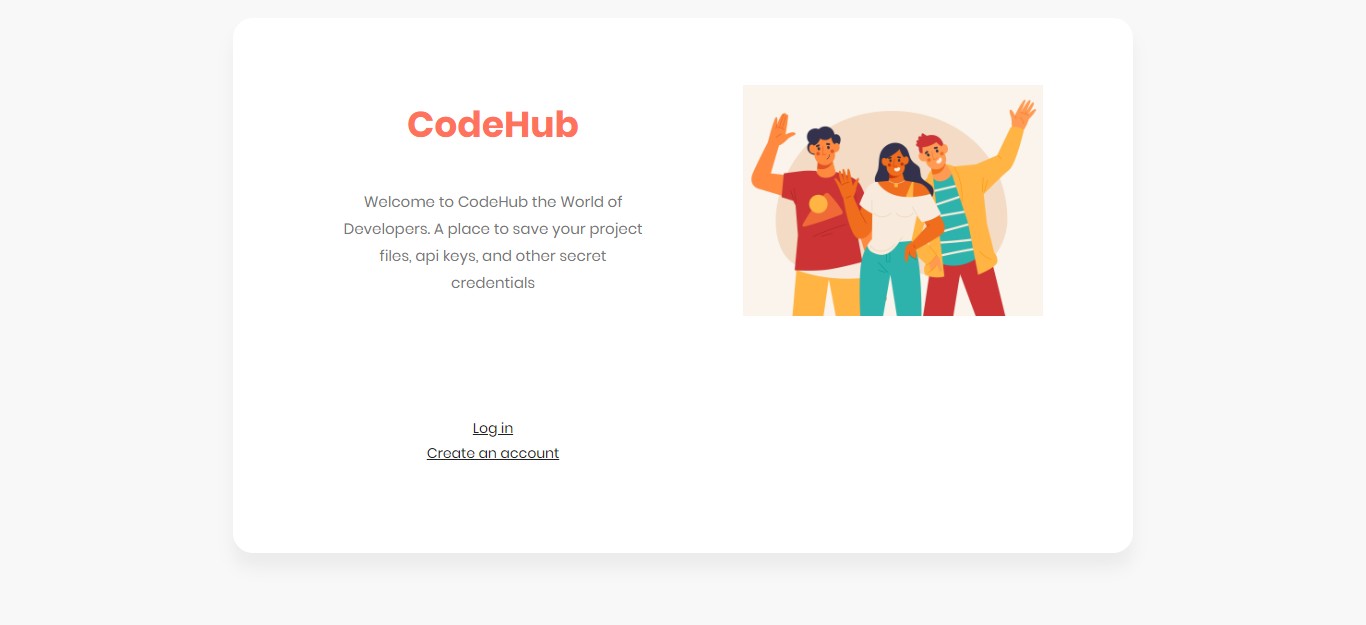 CodeHub
Welcome to CodeHub the World of
Developers. A place to save your project
files, api keys, and other secret
credentials
Log in
Create an account